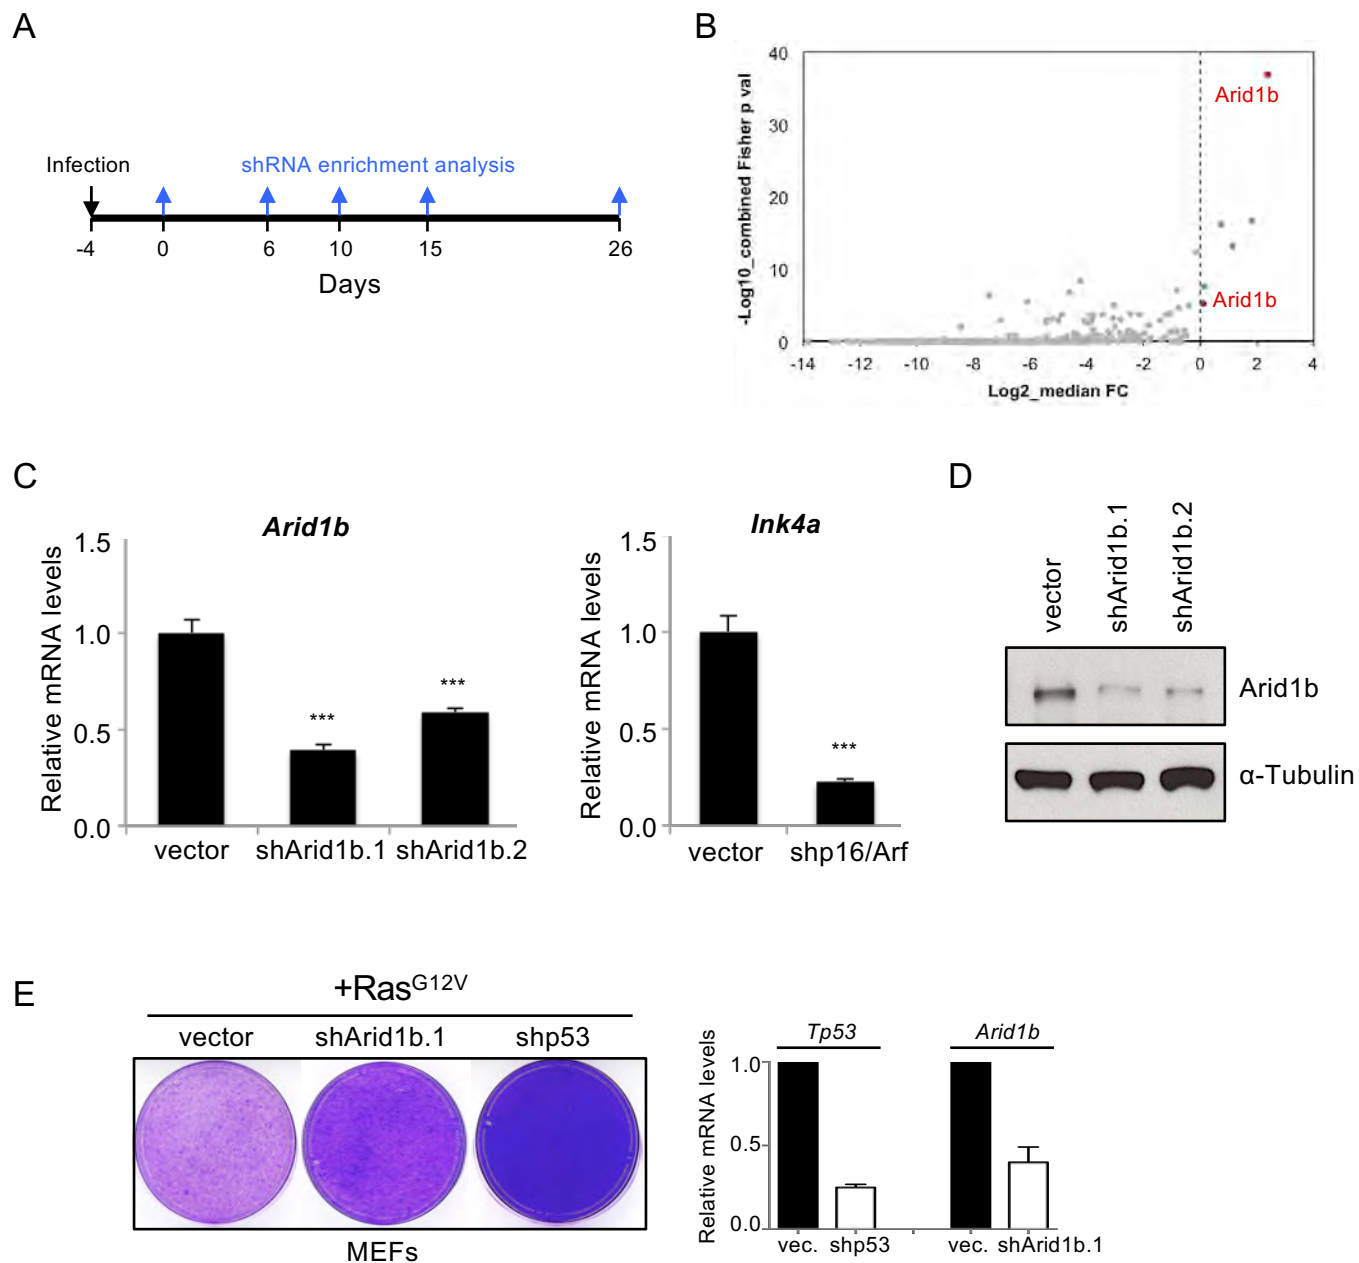 A
Infection
shRNA enrichment analysis
-4 0 6 10 15 26
Days
B
-Log10_combined Fisher p val
40
30
20
10
0
Arid1b
Arid1b
-14 -12 -10 -8 -6 -4 -2 0 2 4
Log2_median FC
C
Arid1b
Relative mRNA levels
1.5
1.0
0.5
0.0
***
***
vector shArid1b.1 shArid1b.2
Ink4a
Relative mRNA levels
1.5
1.0
0.5
0.0
***
vector shp16/Arf
D
vector
shArid1b.1
shArid1b.2
Arid1b
α-Tubulin
E
+RasG12V
vector shArid1b.1 shp53
MEFs
Tp53 Arid1b
Relative mRNA levels
1.0
0.5
0.0
vec. shp53 vec. shArid1b.1